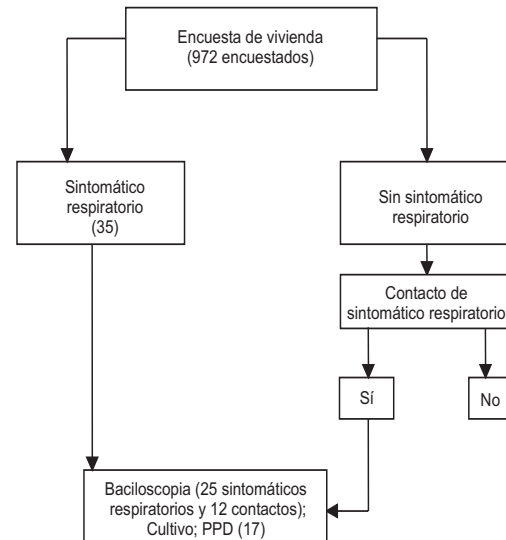 Encuesta de vivienda
(972 encuestados)
Sintomático
respiratorio
(35)
Sin sintomático
respiratorio
Contacto de
sintomático respiratorio
Sí
No
Baciloscopia (25 sintomáticos
respiratorios y 12 contactos);
Cultivo; PPD (17)